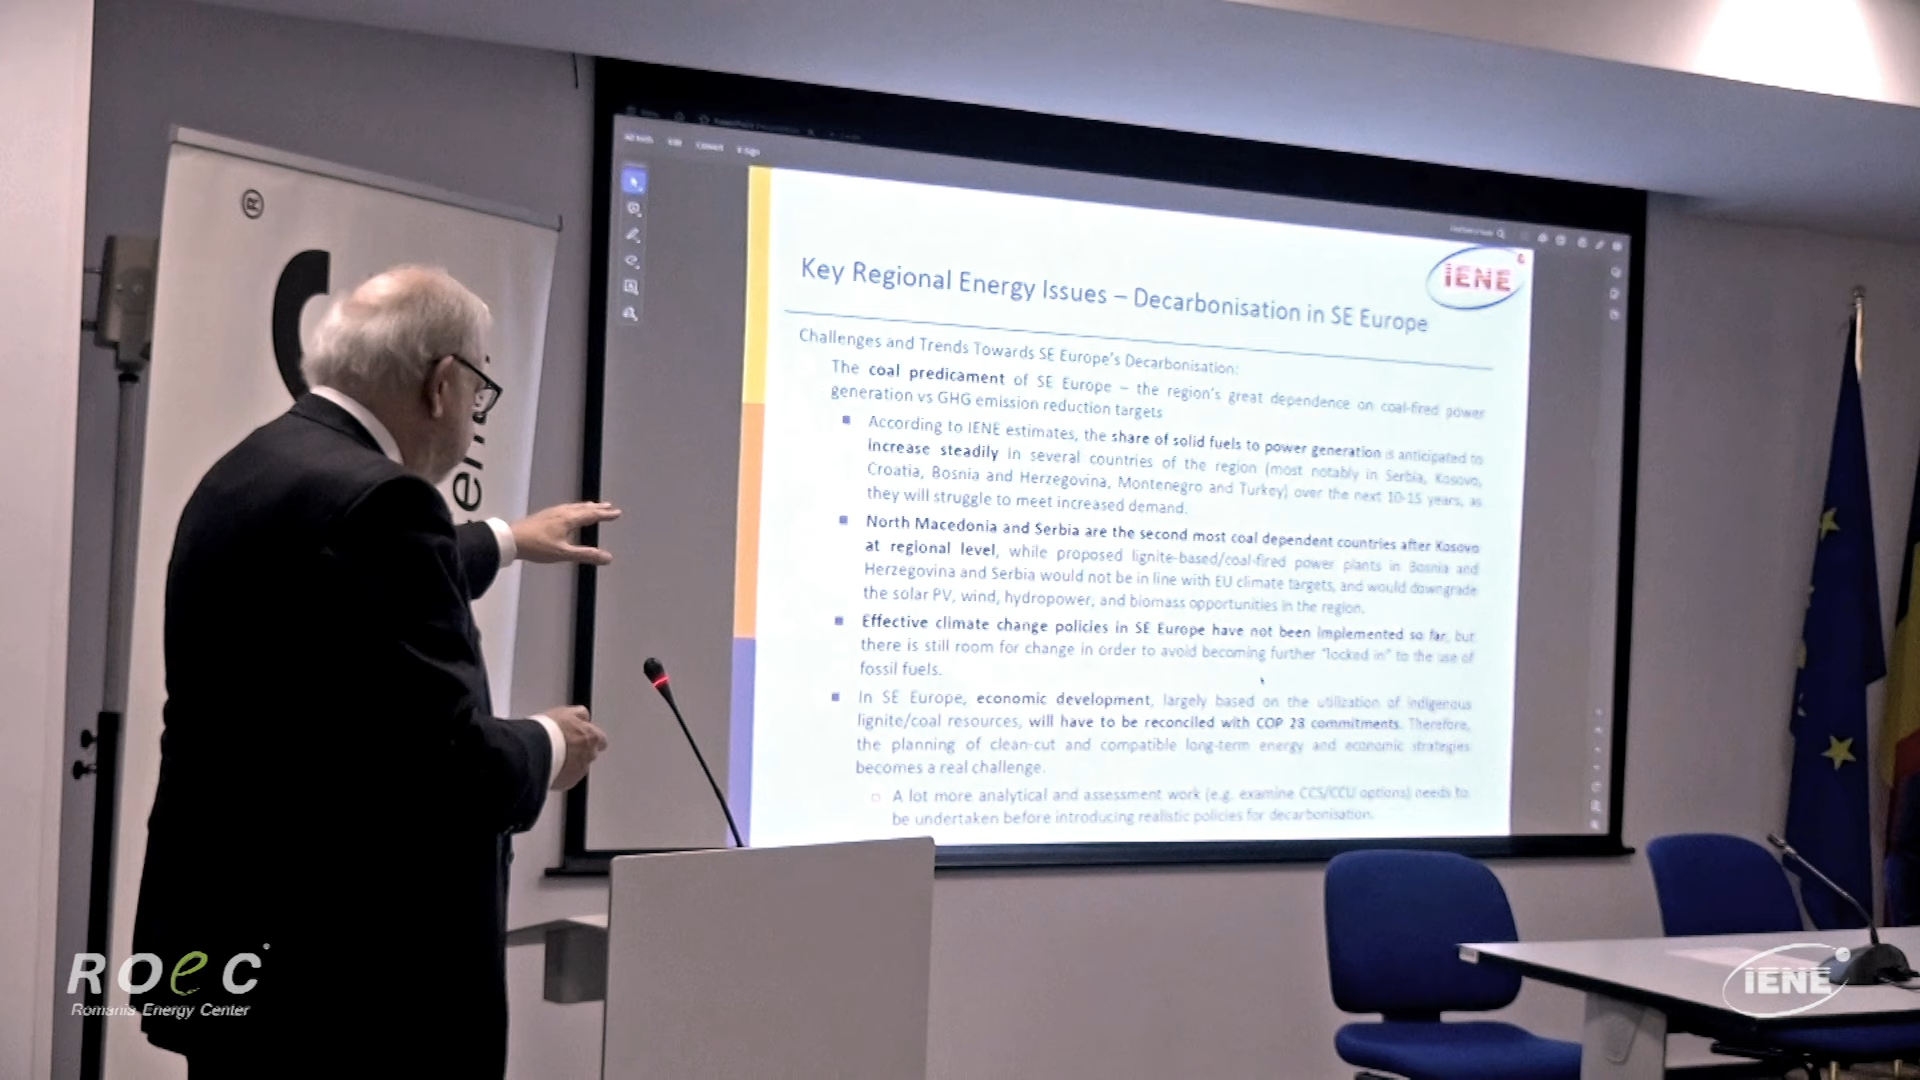 Key Regional Energy Issues – Decarbonisation in SE Europe
iENE
Challenges and Trends Towards SE Europe's Decarbonisation:
The coal predicament of SE Europe – the region's great dependence on coal-fired power
generation vs GHG emission reduction targets
According to IENE estimates, the share of solid fuels to power generation is anticipated to
increase steadily in several countries of the region (most notably in Serbia, Kosovo,
Croatia, Bosnia and Herzegovina, Montenegro and Turkey) over the next 10-15 years, as
they will struggle to meet increased demand.
North Macedonia and Serbia are the second most coal dependent countries after Kosovo
at regional level, while proposed lignite-based/coal-fired power plants in Bosnia and
Herzegovina and Serbia would not be in line with EU climate targets, and would downgrade
the solar PV, wind, hydropower, and biomass opportunities in the region.
Effective climate change policies in SE Europe have not been implemented so far, but
there is still room for change in order to avoid becoming further "locked in" to the use of
fossil fuels.
In SE Europe, economic development, largely based on the utilization of indigenous
lignite/coal resources, will have to be reconciled with COP 28 commitments. Therefore,
the planning of clean-cut and compatible long-term energy and economic strategies
becomes a real challenge.
A lot more analytical and assessment work (e.g. examine CCS/CCU options) needs to
be undertaken before introducing realistic policies for decarbonisation.
®
ROeC
Romania Energy Center
iENE